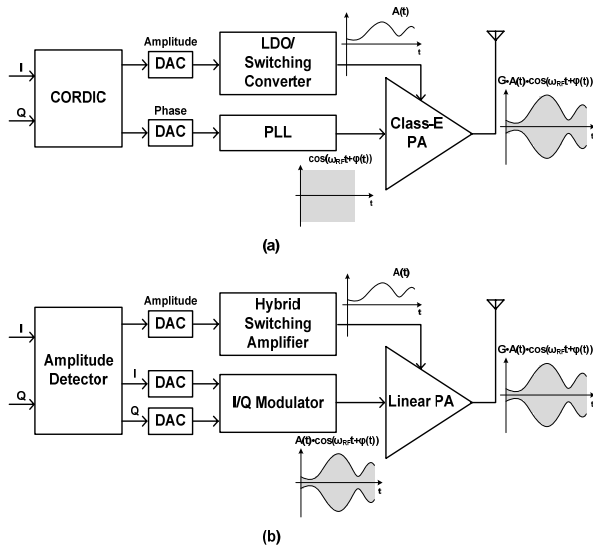 A(t)
t
Amplitude
DAC
LDO/
Switching
Converter
I
Q
CORDIC
Phase
DAC
PLL
Class-E
PA
G•A(t)•cos(ωRFt+φ(t))
t
cos(ωRFt+φ(t))
t
(a)
A(t)
t
Amplitude
DAC
Hybrid
Switching
Amplifier
I
Q
Amplitude
Detector
I
DAC
Q
DAC
I/Q Modulator
Linear PA
G•A(t)•cos(ωRFt+φ(t))
t
A(t)•cos(ωRFt+φ(t))
t
(b)